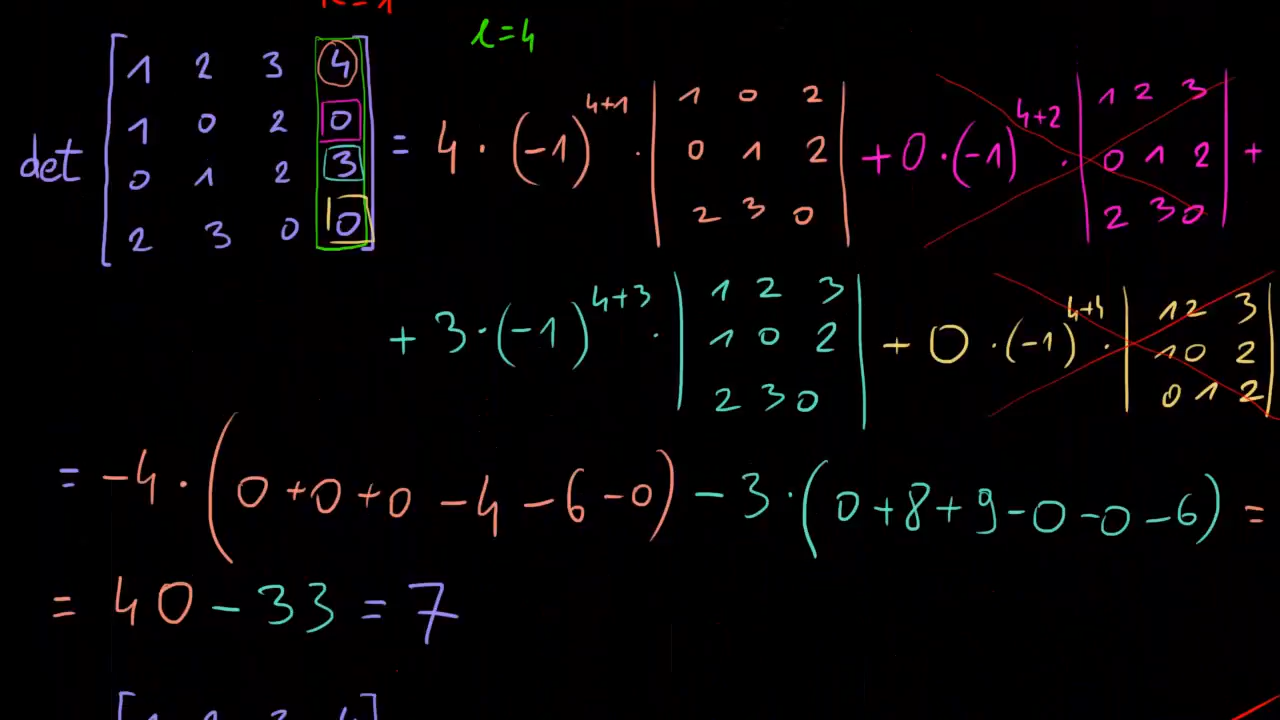 l=4
det [1 2 3 4] = 4·(-1)^4+1 · |1 0 2| + 0·(-1)^4+2 · |1 2 3| +
[1 0 2 0] |0 1 2| |0 1 2|
[0 1 2 3] |2 3 0| |2 3 0|
[2 3 0 0]
+ 3·(-1)^4+3 · |1 2 3| + 0·(-1)^4+4 · |1 2 3|
|1 0 2| |1 0 2|
|2 3 0| |0 1 2|
= -4·(0+0+0-4-6-0) - 3·(0+8+9-0-0-6) =
= 40 - 33 = 7